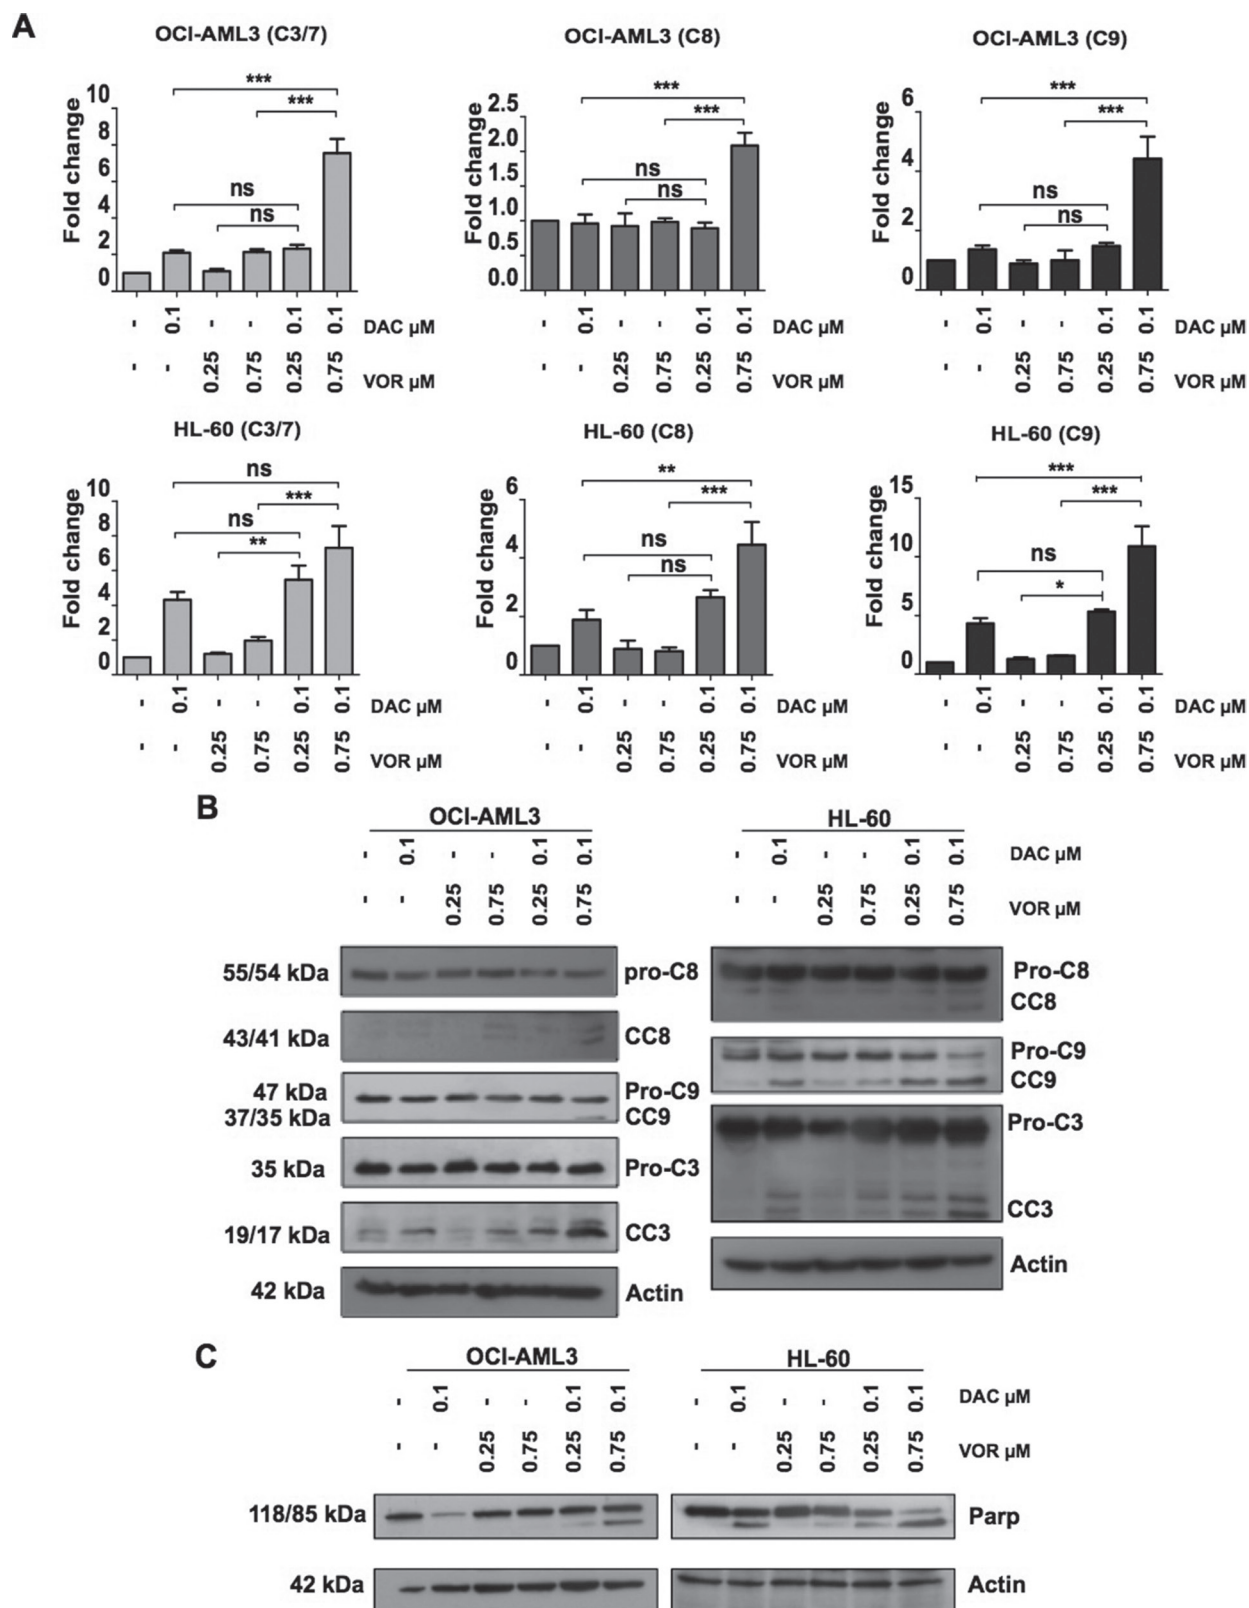 A
OCI-AML3 (C3/7)
Fold change
10
8
6
4
2
0
***
***
ns
ns
- 0.1 - - 0.1 0.1 DAC µM
- - 0.25 0.75 0.25 0.75 VOR µM
OCI-AML3 (C8)
Fold change
2.5
2.0
1.5
1.0
0.5
0.0
***
***
ns
ns
- 0.1 - - 0.1 0.1 DAC µM
- - 0.25 0.75 0.25 0.75 VOR µM
OCI-AML3 (C9)
Fold change
6
4
2
0
***
***
ns
ns
- 0.1 - - 0.1 0.1 DAC µM
- - 0.25 0.75 0.25 0.75 VOR µM
HL-60 (C3/7)
Fold change
10
8
6
4
2
0
ns
***
ns
**
- 0.1 - - 0.1 0.1 DAC µM
- - 0.25 0.75 0.25 0.75 VOR µM
HL-60 (C8)
Fold change
6
4
2
0
**
***
ns
ns
- 0.1 - - 0.1 0.1 DAC µM
- - 0.25 0.75 0.25 0.75 VOR µM
HL-60 (C9)
Fold change
15
10
5
0
***
***
ns
*
- 0.1 - - 0.1 0.1 DAC µM
- - 0.25 0.75 0.25 0.75 VOR µM
B
OCI-AML3 HL-60
- 0.1 - - 0.1 0.1 - 0.1 - - 0.1 0.1 DAC µM
- - 0.25 0.75 0.25 0.75 - - 0.25 0.75 0.25 0.75 VOR µM
55/54 kDa pro-C8
43/41 kDa CC8
47 kDa Pro-C9
37/35 kDa CC9
35 kDa Pro-C3
19/17 kDa CC3
42 kDa Actin
Pro-C8
CC8
Pro-C9
CC9
Pro-C3
CC3
Actin
C
OCI-AML3 HL-60
- 0.1 - - 0.1 0.1 - 0.1 - - 0.1 0.1 DAC µM
- - 0.25 0.75 0.25 0.75 - - 0.25 0.75 0.25 0.75 VOR µM
118/85 kDa Parp
42 kDa Actin